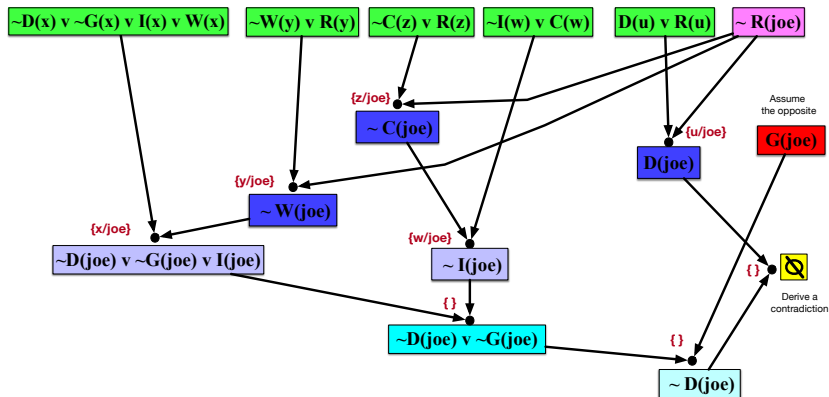 ~D(x) v ~G(x) v I(x) v W(x)
~W(y) v R(y)
~C(z) v R(z)
~I(w) v C(w)
D(u) v R(u)
~ R(joe)
{z/joe}
~ C(joe)
{u/joe}
D(joe)
Assume
the opposite
G(joe)
{y/joe}
~ W(joe)
{x/joe}
~D(joe) v ~G(joe) v I(joe)
{w/joe}
~ I(joe)
{ }
Derive a
contradiction
{ }
~D(joe) v ~G(joe)
{ }
~ D(joe)